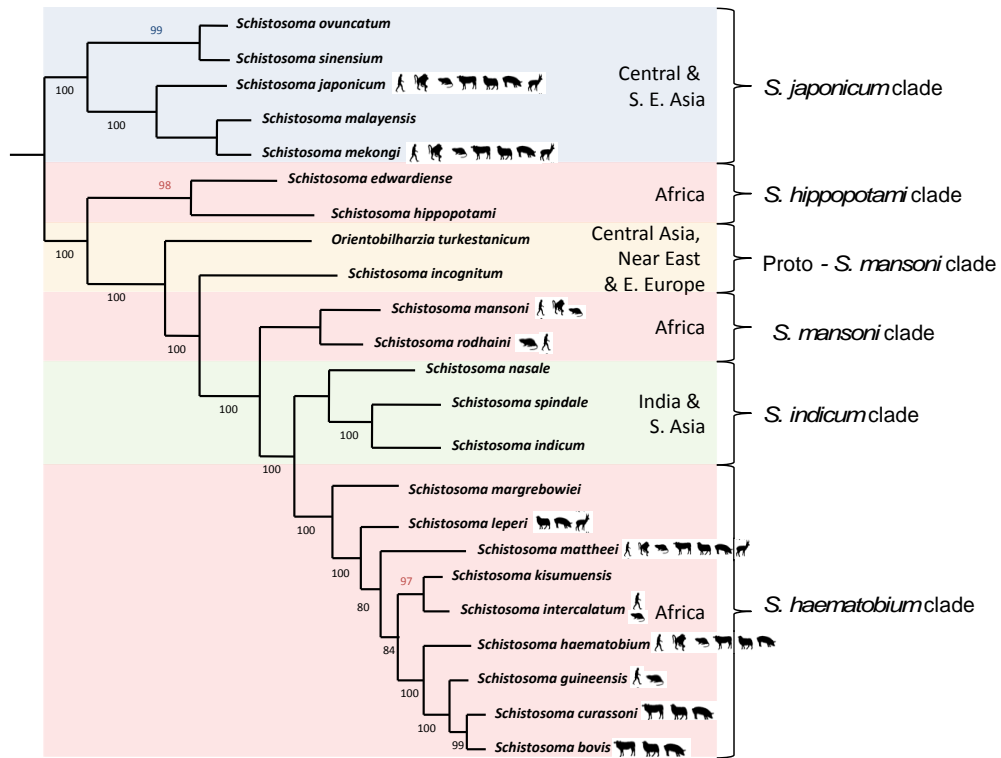 99
Schistosoma ovuncatum
Schistosoma sinensium
100
Schistosoma japonicum
Central &
S. E. Asia
S. japonicum clade
Schistosoma malayensis
100
Schistosoma mekongi
98
Schistosoma edwardiense
Africa
S. hippopotami clade
Schistosoma hippopotami
100
Orientobilharzia turkestanicum
Central Asia,
Near East
& E. Europe
Proto - S. mansoni clade
Schistosoma incognitum
100
Schistosoma mansoni
Africa
S. mansoni clade
100
Schistosoma rodhaini
Schistosoma nasale
100
Schistosoma spindale
India &
S. Asia
S. indicum clade
100
Schistosoma indicum
100
Schistosoma margrebowiei
100
Schistosoma leperi
Schistosoma mattheei
100
97
Schistosoma kisumuensis
80
Schistosoma intercalatum
Africa
S. haematobium clade
84
Schistosoma haematobium
Schistosoma guineensis
100
Schistosoma curassoni
100
99
Schistosoma bovis